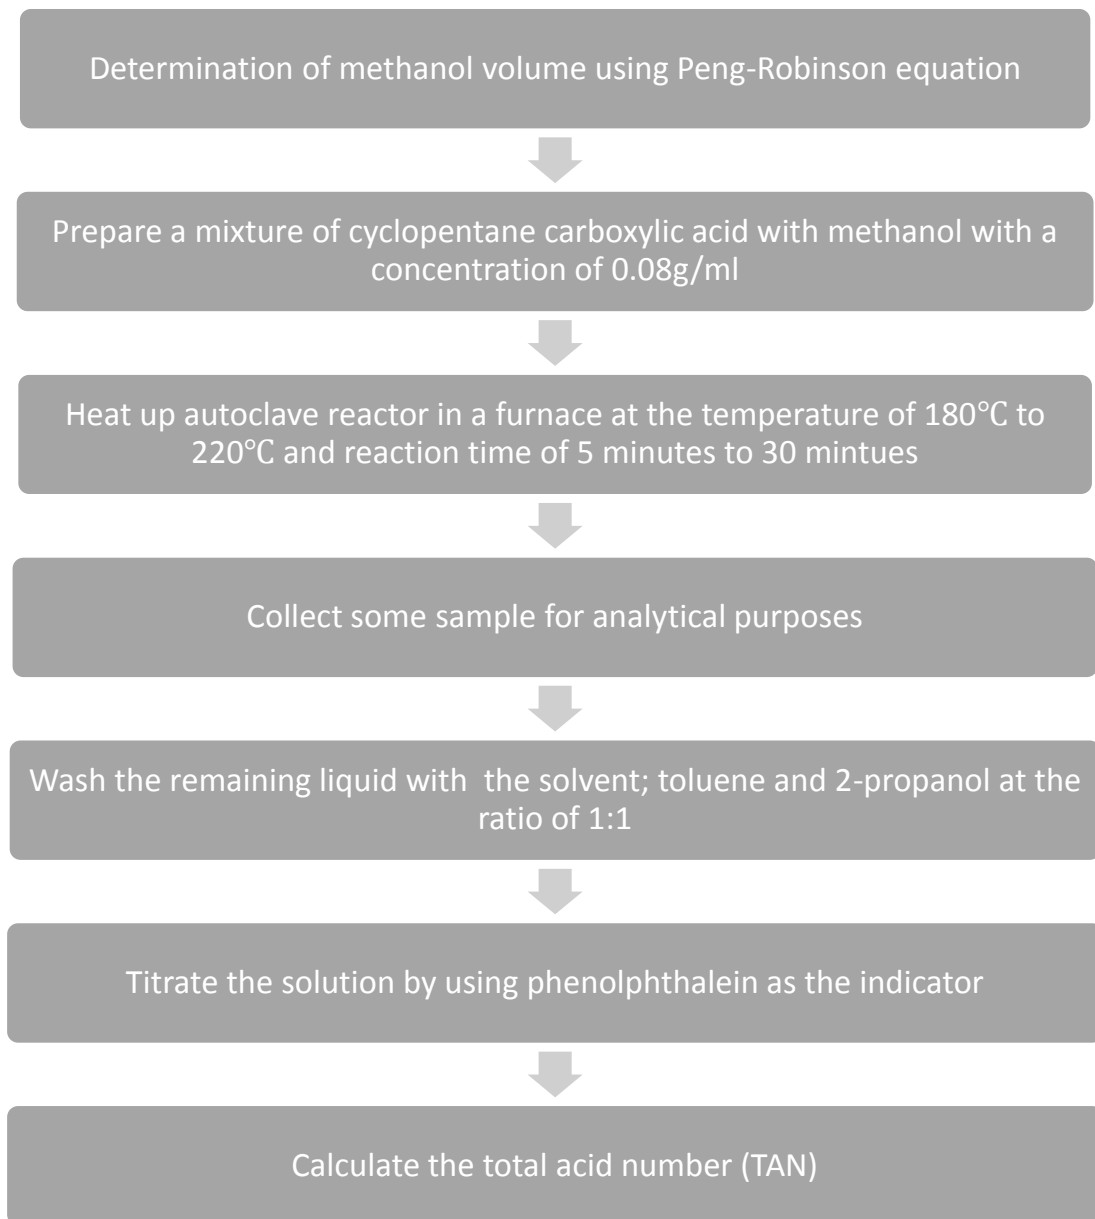 Determination of methanol volume using Peng-Robinson equation
Prepare a mixture of cyclopentane carboxylic acid with methanol with a
concentration of 0.08g/ml
Heat up autoclave reactor in a furnace at the temperature of 180℃ to
220℃ and reaction time of 5 minutes to 30 mintues
Collect some sample for analytical purposes
Wash the remaining liquid with  the solvent; toluene and 2-propanol at the
ratio of 1:1
Titrate the solution by using phenolphthalein as the indicator
Calculate the total acid number (TAN)